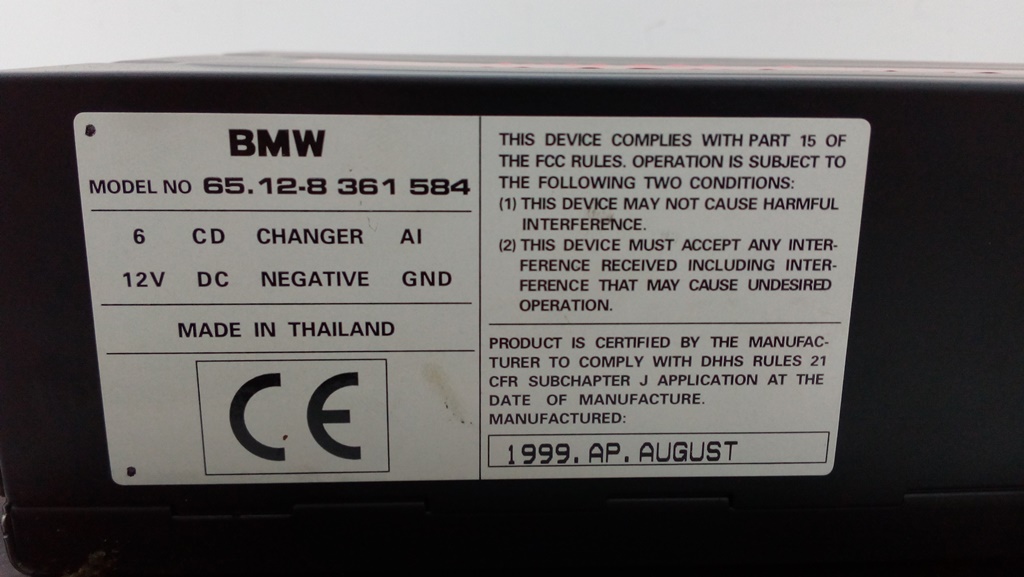 BMW
MODEL NO 65.12-8 361 584
6 CD CHANGER AI
12V DC NEGATIVE GND
MADE IN THAILAND
CE
THIS DEVICE COMPLIES WITH PART 15 OF
THE FCC RULES. OPERATION IS SUBJECT TO
THE FOLLOWING TWO CONDITIONS:
(1) THIS DEVICE MAY NOT CAUSE HARMFUL
INTERFERENCE.
(2) THIS DEVICE MUST ACCEPT ANY INTER-
FERENCE RECEIVED INCLUDING INTER-
FERENCE THAT MAY CAUSE UNDESIRED
OPERATION.
PRODUCT IS CERTIFIED BY THE MANUFAC-
TURER TO COMPLY WITH DHHS RULES 21
CFR SUBCHAPTER J APPLICATION AT THE
DATE OF MANUFACTURE.
MANUFACTURED:
1999. AP. AUGUST